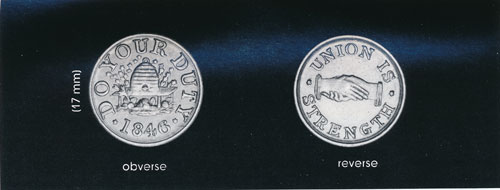 (17 mm)
DO YOUR DUTY
· 1846 ·
obverse
UNION IS
· STRENGTH ·
reverse